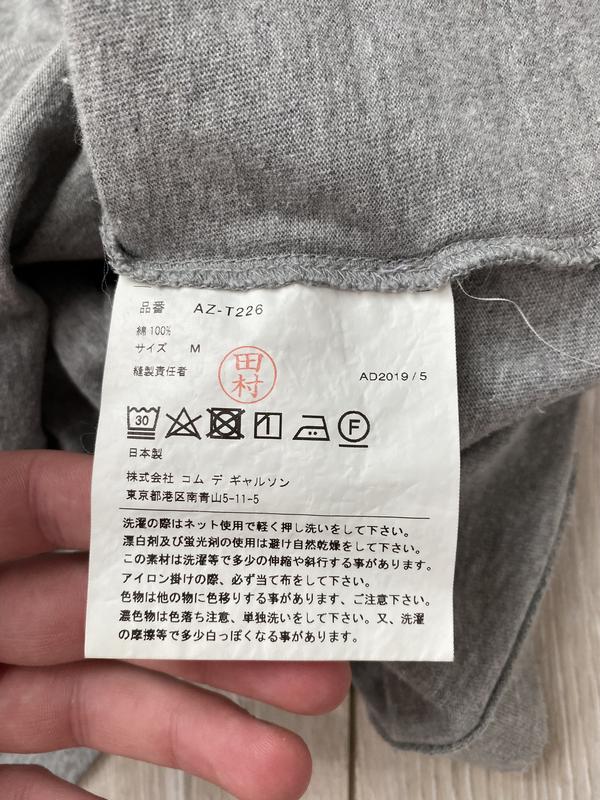 品番 AZ-T226
綿100%
サイズ M
縫製責任者 田村 AD2019/5
30 F
日本製
株式会社 コム デ ギャルソン
東京都港区南青山5-11-5
洗濯の際はネット使用で軽く押し洗いをして下さい。
漂白剤及び蛍光剤の使用は避け自然乾燥をして下さい。
この素材は洗濯等で多少の伸縮や斜行する事があります。
アイロン掛けの際、必ず当て布をして下さい。
色物は他の物に色移りする事があります、ご注意下さい。
濃色物は色落ち注意、単独洗いをして下さい。又、洗濯
の摩擦等で多少白っぽくなる事があります。